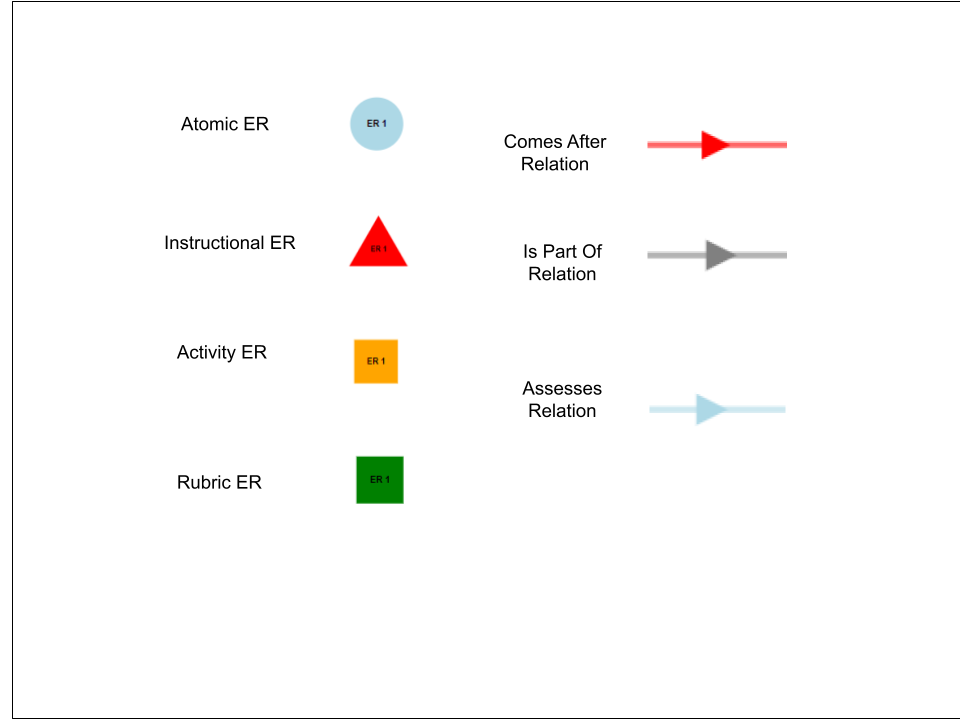 Atomic ER
ER 1
Instructional ER
ER 1
Activity ER
ER 1
Rubric ER
ER 1
Comes After
Relation
Is Part Of
Relation
Assesses
Relation